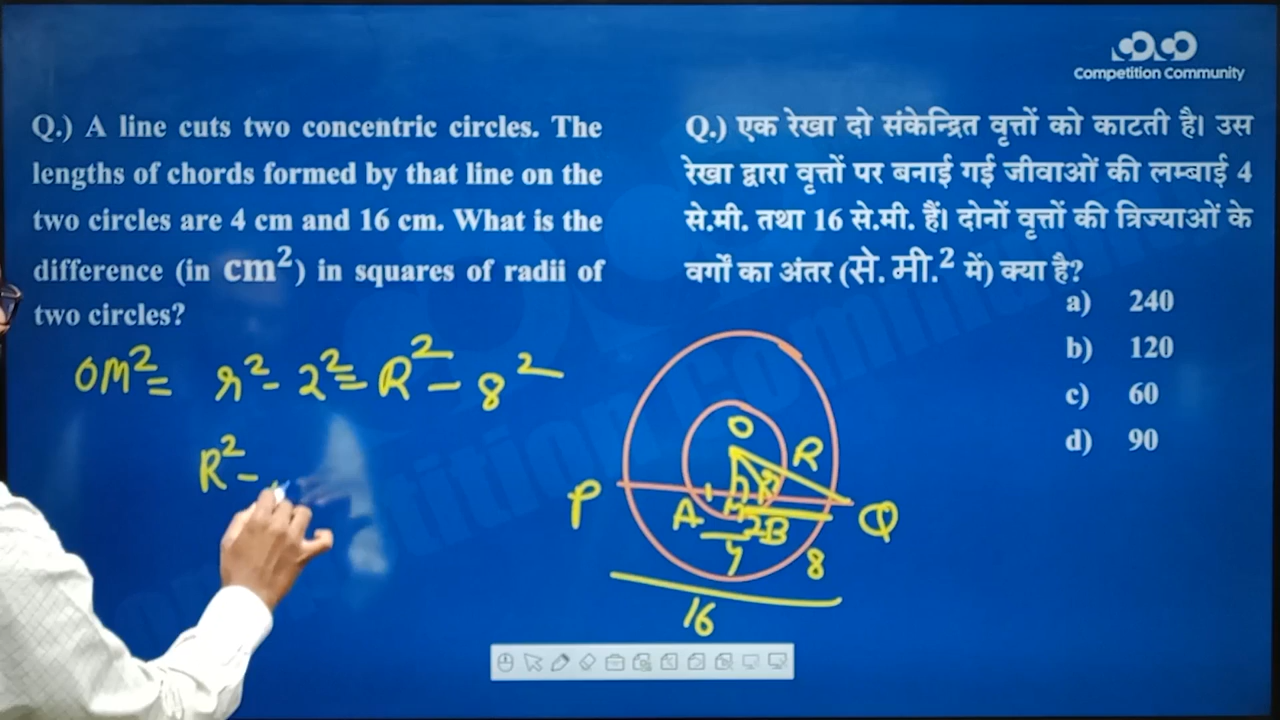 Competition Community
Q.) A line cuts two concentric circles. The
lengths of chords formed by that line on the
two circles are 4 cm and 16 cm. What is the
difference (in cm²) in squares of radii of
two circles?
Q.) एक रेखा दो संकेन्द्रित वृत्तों को काटती है। उस
रेखा द्वारा वृत्तों पर बनाई गई जीवाओं की लम्बाई 4
से.मी. तथा 16 से.मी. हैं। दोनों वृत्तों की त्रिज्याओं के
वर्गों का अंतर (से.मी.² में) क्या है?
a) 240
b) 120
c) 60
d) 90
OM² = r² - 2² = R² - 8²
R² -
O
R
P
A
M
2
B
Q
4
8
16